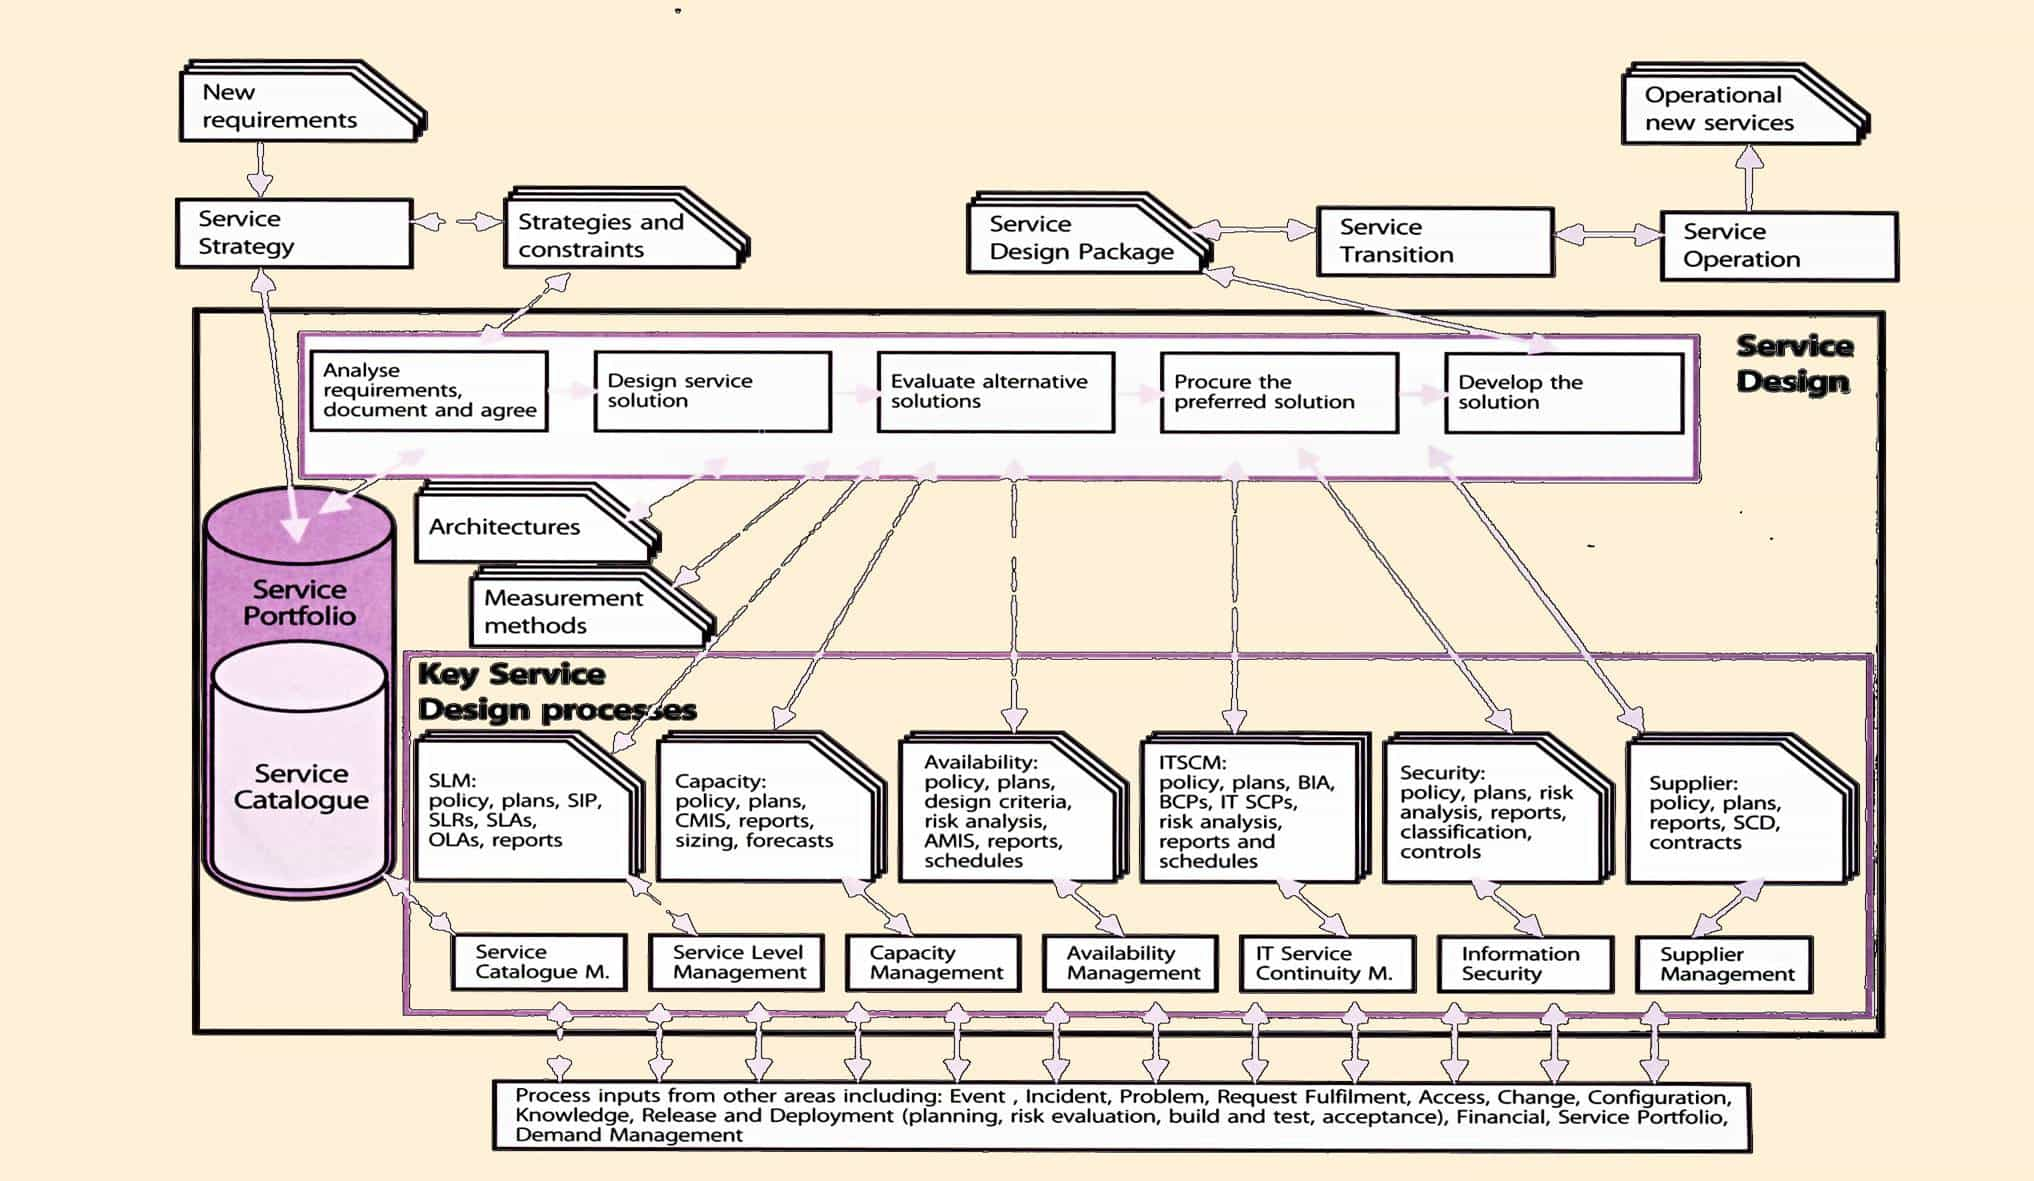 New
requirements
Operational
new services
Service
Strategy
Strategies and
constraints
Service
Design Package
Service
Transition
Service
Operation
Service
Design
Analyse
requirements,
document and agree
Design service
solution
Evaluate alternative
solutions
Procure the
preferred solution
Develop the
solution
Architectures
Measurement
methods
Service
Portfolio
Service
Catalogue
Key Service
Design processes
SLM:
policy, plans, SIP,
SLRs, SLAs,
OLAs, reports
Capacity:
policy, plans,
CMIS, reports,
sizing, forecasts
Availability:
policy, plans,
design criteria,
risk analysis,
AMIS, reports,
schedules
ITSCM:
policy, plans, BIA,
BCPs, IT SCPs,
risk analysis,
reports and
schedules
Security:
policy, plans, risk
analysis, reports,
classification,
controls
Supplier:
policy, plans,
reports, SCD,
contracts
Service
Catalogue M.
Service Level
Management
Capacity
Management
Availability
Management
IT Service
Continuity M.
Information
Security
Supplier
Management
Process inputs from other areas including: Event , Incident, Problem, Request Fulfilment, Access, Change, Configuration,
Knowledge, Release and Deployment (planning, risk evaluation, build and test, acceptance), Financial, Service Portfolio,
Demand Management